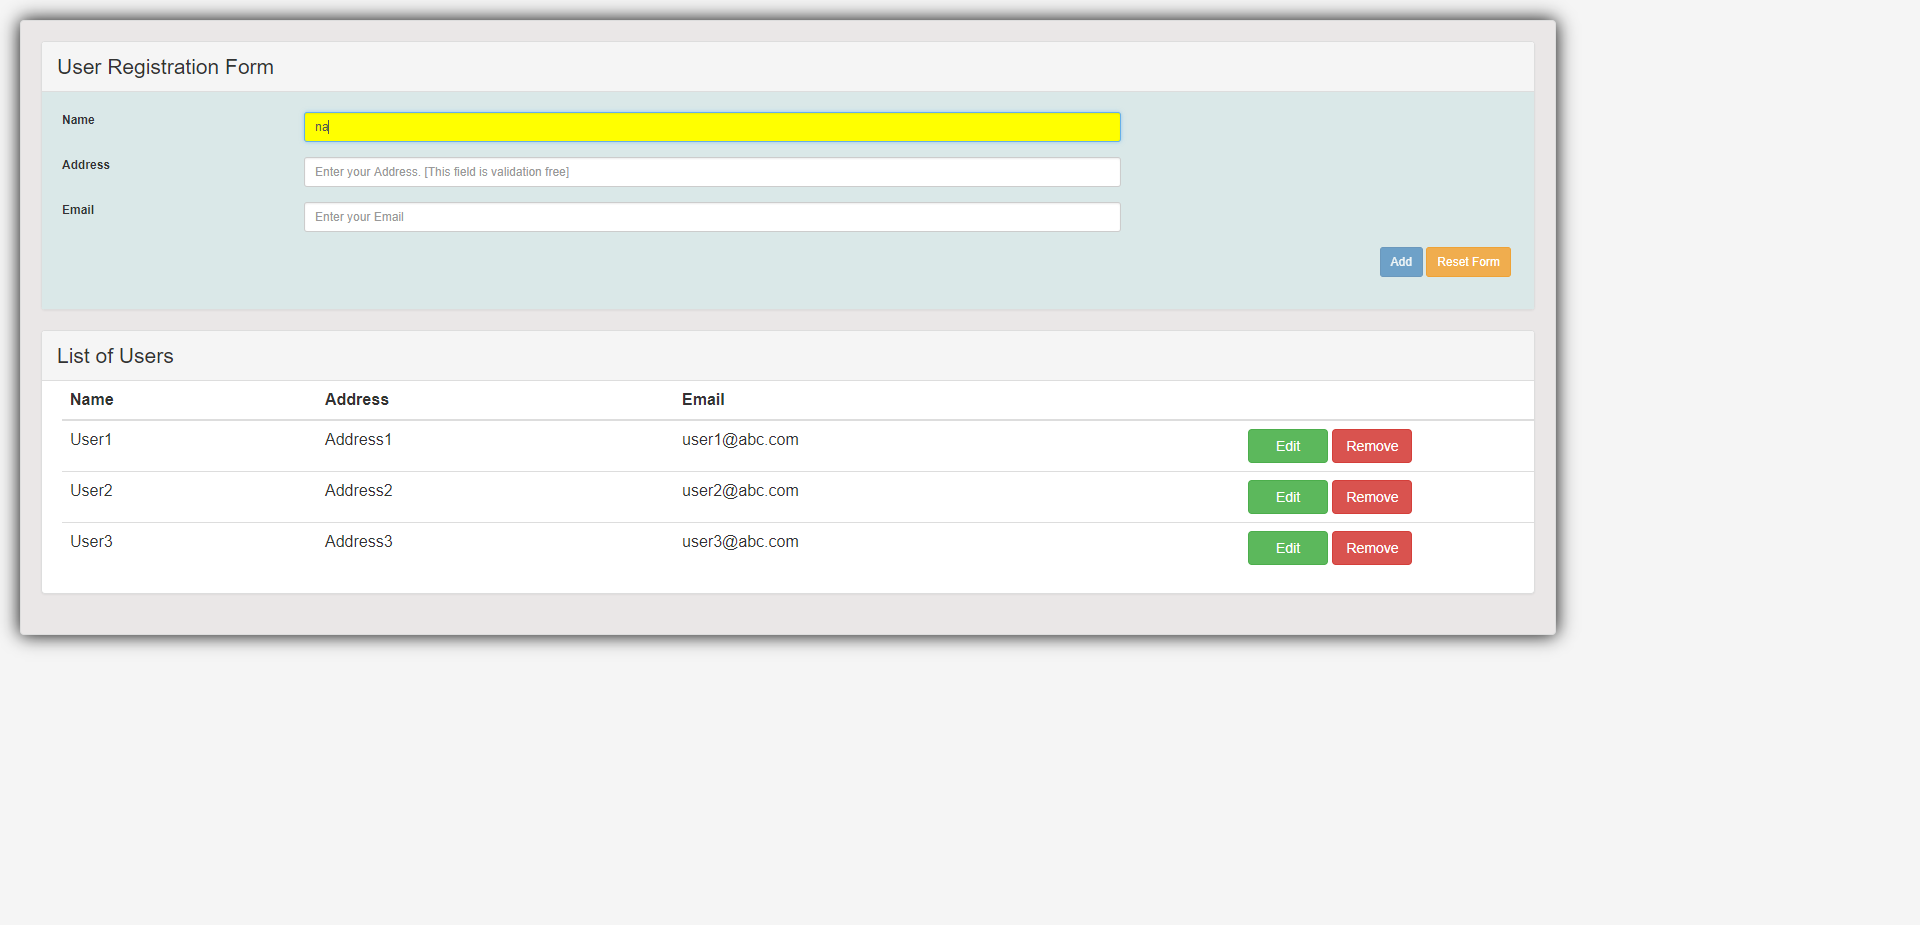 User Registration Form
Name
na
Address
Enter your Address. [This field is validation free]
Email
Enter your Email
Add Reset Form
List of Users
Name Address Email
User1 Address1 user1@abc.com Edit Remove
User2 Address2 user2@abc.com Edit Remove
User3 Address3 user3@abc.com Edit Remove